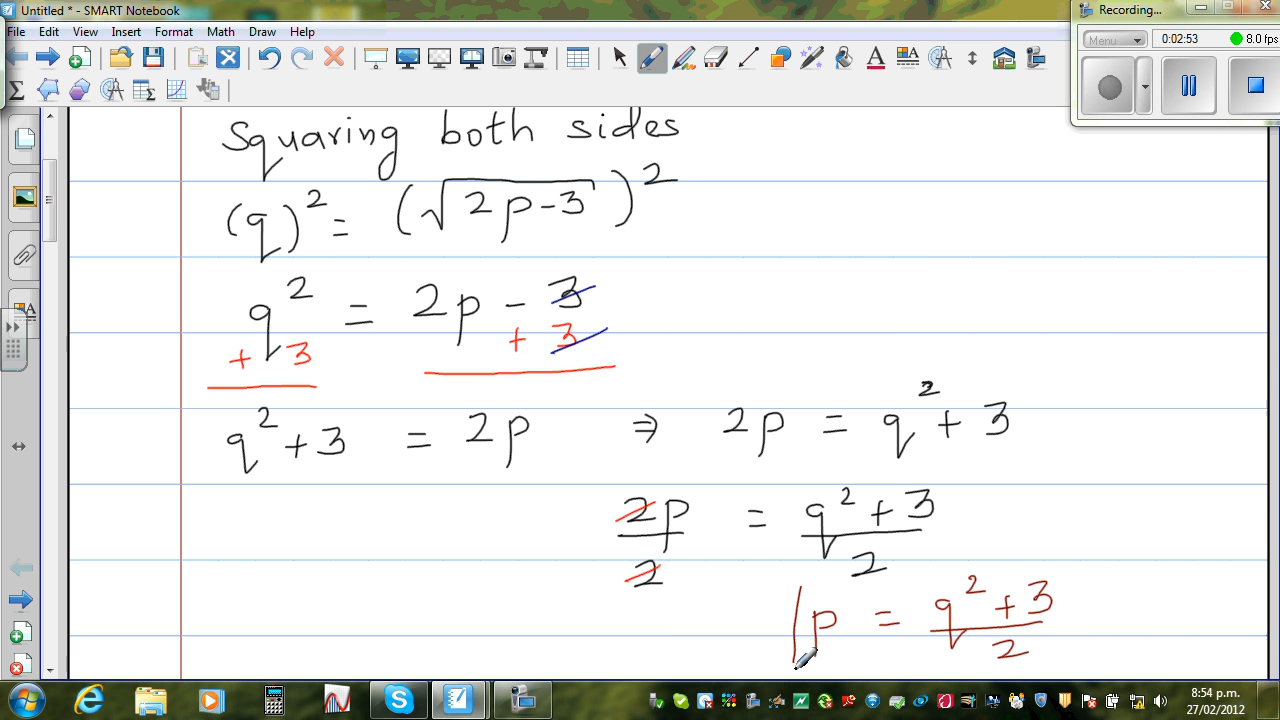 Untitled * - SMART Notebook
Recording...
File Edit View Insert Format Math Draw Help
Menu 0:02:53 8.0 fps
Squaring both sides
(q)² = (√(2p-3))²
q² = 2p - 3
+ 3 + 3
q² + 3 = 2p ⇒ 2p = q² + 3
2p/2 = (q² + 3)/2
p = (q² + 3)/2
8:54 p.m.
27/02/2012